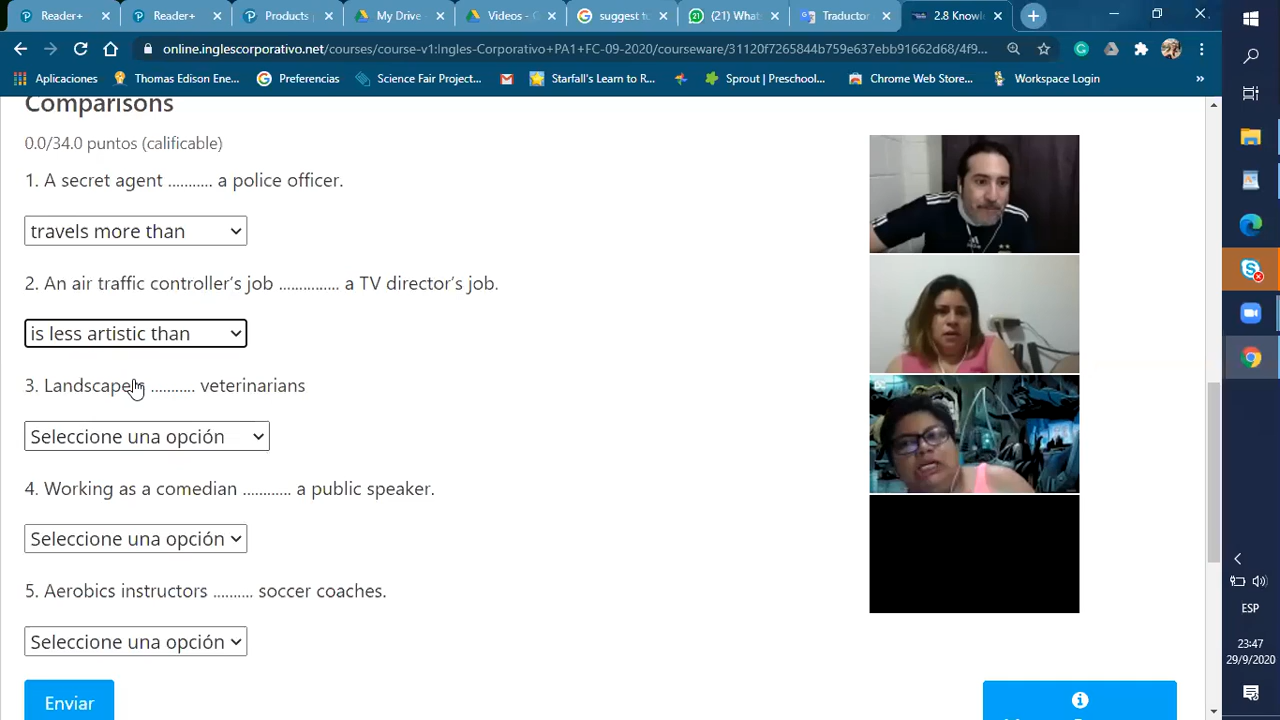 Reader+
Reader+
Products
My Drive -
Videos - G
suggest to
(21) What
Traductor
2.8 Knowl
online.inglescorporativo.net/courses/course-v1:Ingles-Corporativo+PA1+FC-09-2020/courseware/31120f7265844b759e637ebb91662d68/4f9...
Aplicaciones
Thomas Edison Ene...
Preferencias
Science Fair Project...
Starfall's Learn to R...
Sprout | Preschool...
Chrome Web Store...
Workspace Login
»
Comparisons
0.0/34.0 puntos (calificable)
1. A secret agent ........... a police officer.
travels more than
2. An air traffic controller's job .............. a TV director's job.
is less artistic than
3. Landscape ........... veterinarians
Seleccione una opción
4. Working as a comedian ............ a public speaker.
Seleccione una opción
5. Aerobics instructors .......... soccer coaches.
Seleccione una opción
Enviar
ESP
23:47
29/9/2020